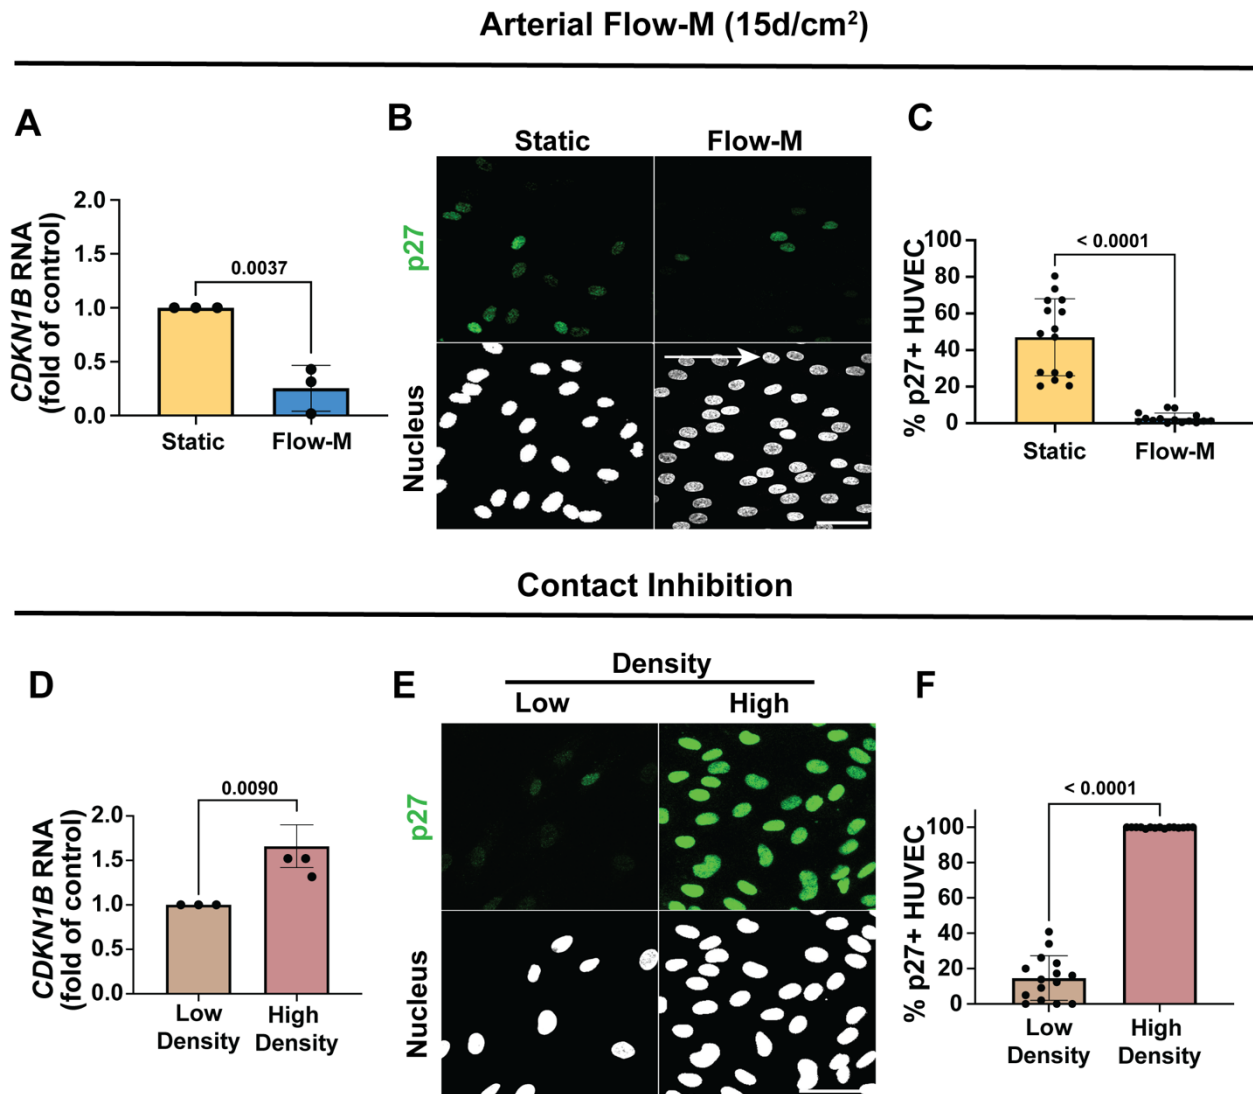 Arterial Flow-M (15d/cm²)
A
CDKN1B RNA
(fold of control)
2.0
1.5
1.0
0.5
0.0
0.0037
Static
Flow-M
B
Static
Flow-M
p27
Nucleus
C
% p27+ HUVEC
100
80
60
40
20
0
< 0.0001
Static
Flow-M
Contact Inhibition
D
CDKN1B RNA
(fold of control)
2.0
1.5
1.0
0.5
0.0
0.0090
Low
Density
High
Density
E
Density
Low
High
p27
Nucleus
F
% p27+ HUVEC
100
80
60
40
20
0
< 0.0001
Low
Density
High
Density